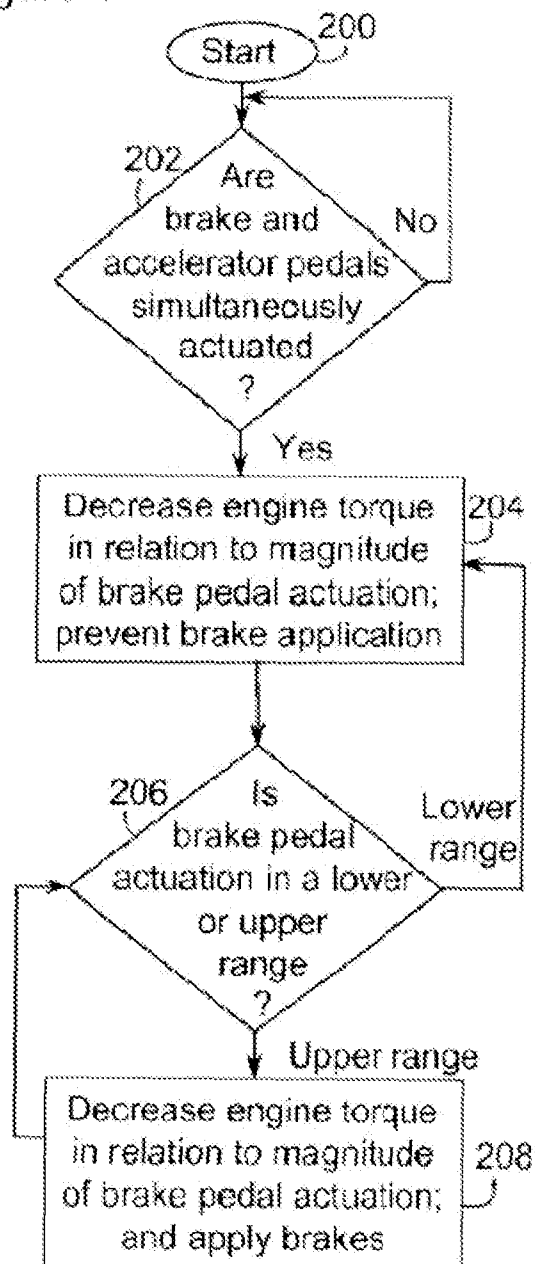 200
Start
202
Are
brake and
accelerator pedals
simultaneously
actuated
?
No
Yes
Decrease engine torque
in relation to magnitude
of brake pedal actuation;
prevent brake application
204
206
Is
brake pedal
actuation in a lower
or upper
range
?
Lower
range
Upper range
Decrease engine torque
in relation to magnitude
of brake pedal actuation;
and apply brakes
208